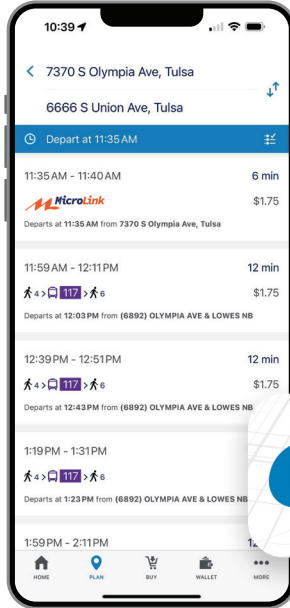 10:39
7370 S Olympia Ave, Tulsa
6666 S Union Ave, Tulsa
Depart at 11:35 AM
11:35 AM - 11:40 AM 6 min
MicroLink $1.75
Departs at 11:35 AM from 7370 S Olympia Ave, Tulsa
11:59 AM - 12:11 PM 12 min
4 > 117 > 6 $1.75
Departs at 12:03 PM from (6892) OLYMPIA AVE & LOWES NB
12:39 PM - 12:51 PM 12 min
4 > 117 > 6 $1.75
Departs at 12:43 PM from (6892) OLYMPIA AVE & LOWES NB
1:19 PM - 1:31 PM
4 > 117 > 6
Departs at 1:23 PM from (6892) OLYMPIA AVE & LOWES NB
1:59 PM - 2:11 PM
HOME PLAN BUY WALLET MORE